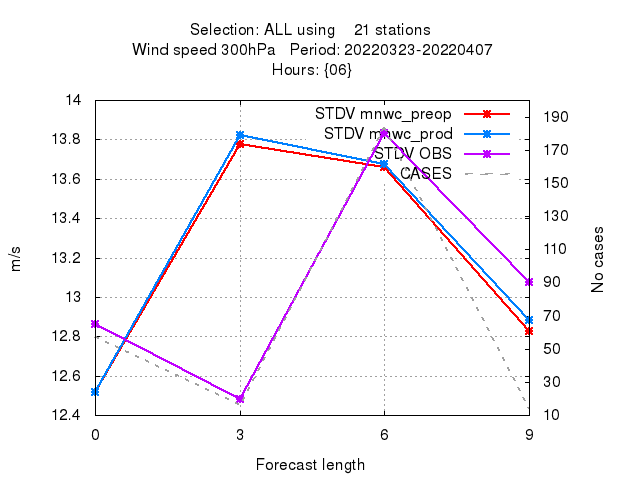 Selection: ALL using    21 stations
Wind speed 300hPa   Period: 20220323-20220407
Hours: {06}
STDV mnwc_preop
STDV mnwc_prod
STDV OBS
CASES
14
13.8
13.6
13.4
13.2
13
12.8
12.6
12.4
190
170
150
130
110
90
70
50
30
10
m/s
No cases
0 3 6 9
Forecast length